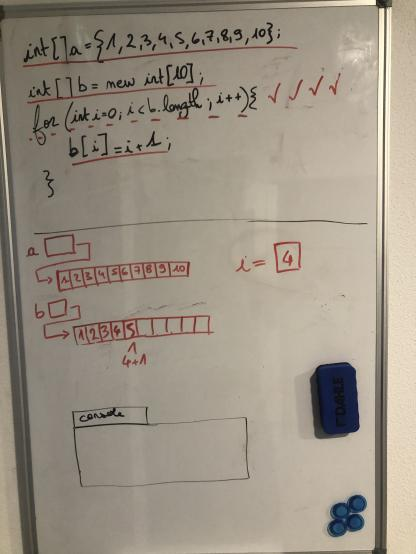 int[] a = {1, 2, 3, 4, 5, 6, 7, 8, 9, 10};
int[] b = new int[10];
for (int i=0; i < b.length; i++){
b[i] = i + 1;
}
a
1 2 3 4 5 6 7 8 9 10
i = 4
b
1 2 3 4 5
4+1
console
DAHLE